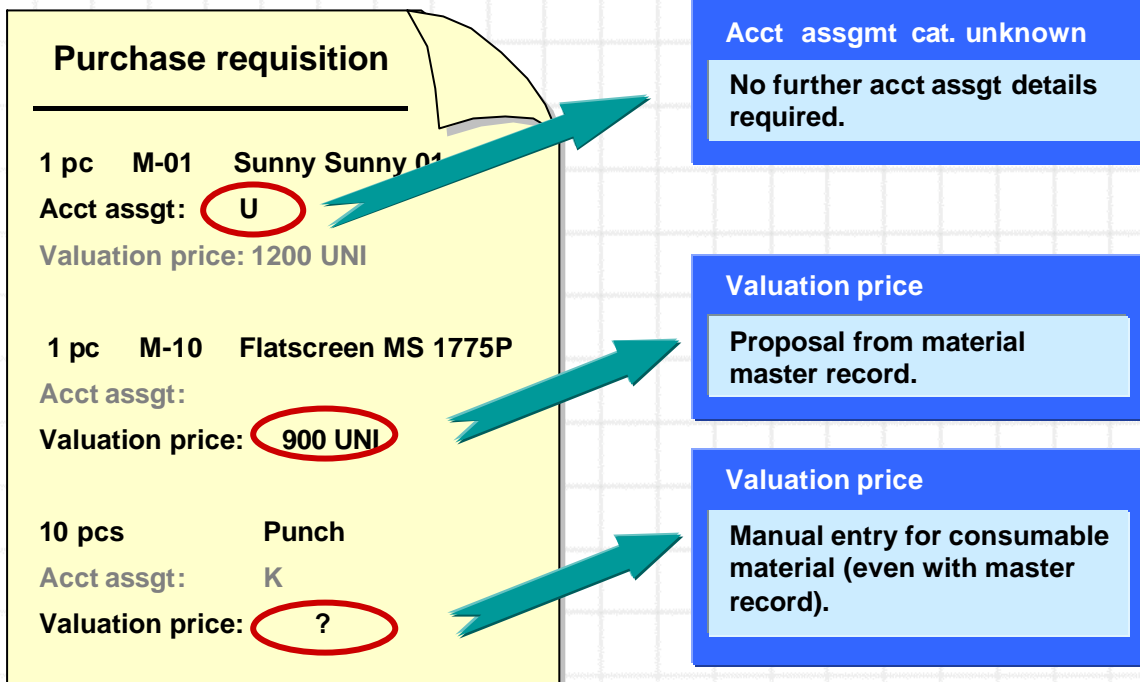 Purchase requisition
1 pc M-01 Sunny Sunny 01
Acct assgt: U
Valuation price: 1200 UNI
1 pc M-10 Flatscreen MS 1775P
Acct assgt:
Valuation price: 900 UNI
10 pcs Punch
Acct assgt: K
Valuation price: ?
Acct assgmt cat. unknown
No further acct assgt details
required.
Valuation price
Proposal from material
master record.
Valuation price
Manual entry for consumable
material (even with master
record).